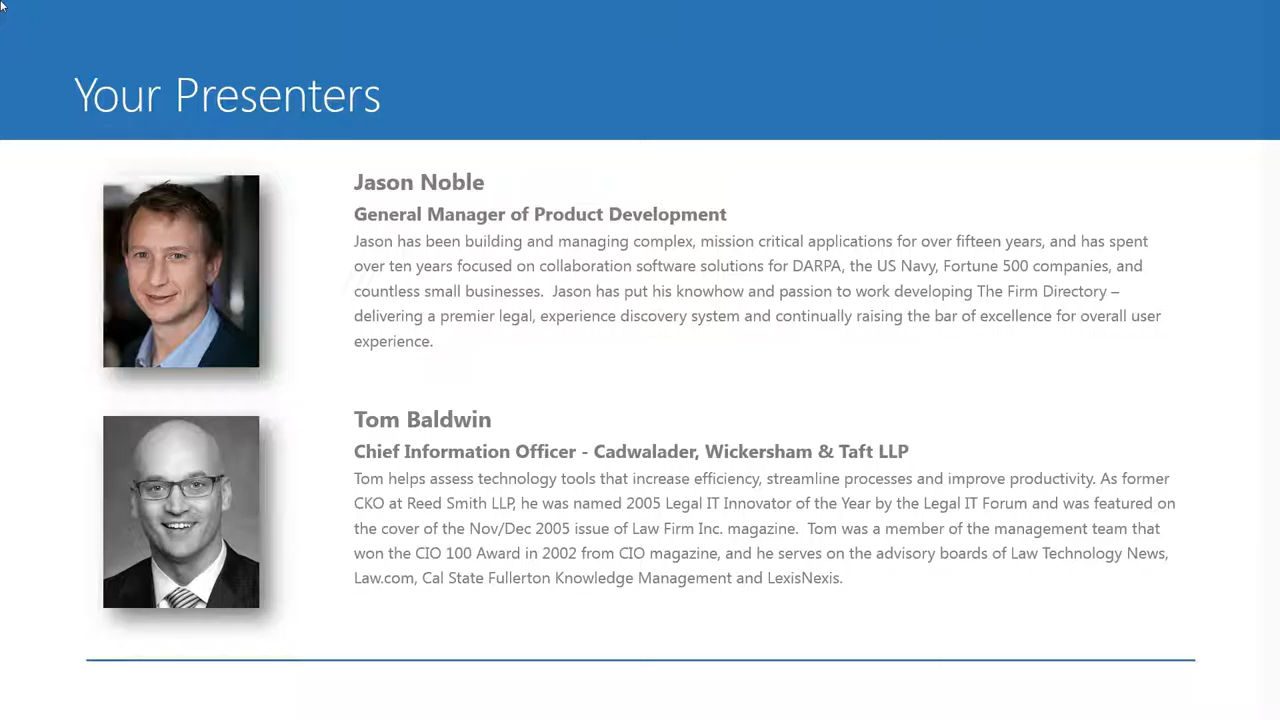 Your Presenters
Jason Noble
General Manager of Product Development
Jason has been building and managing complex, mission critical applications for over fifteen years, and has spent
over ten years focused on collaboration software solutions for DARPA, the US Navy, Fortune 500 companies, and
countless small businesses.  Jason has put his knowhow and passion to work developing The Firm Directory –
delivering a premier legal, experience discovery system and continually raising the bar of excellence for overall user
experience.
Tom Baldwin
Chief Information Officer - Cadwalader, Wickersham & Taft LLP
Tom helps assess technology tools that increase efficiency, streamline processes and improve productivity. As former
CKO at Reed Smith LLP, he was named 2005 Legal IT Innovator of the Year by the Legal IT Forum and was featured on
the cover of the Nov/Dec 2005 issue of Law Firm Inc. magazine.  Tom was a member of the management team that
won the CIO 100 Award in 2002 from CIO magazine, and he serves on the advisory boards of Law Technology News,
Law.com, Cal State Fullerton Knowledge Management and LexisNexis.